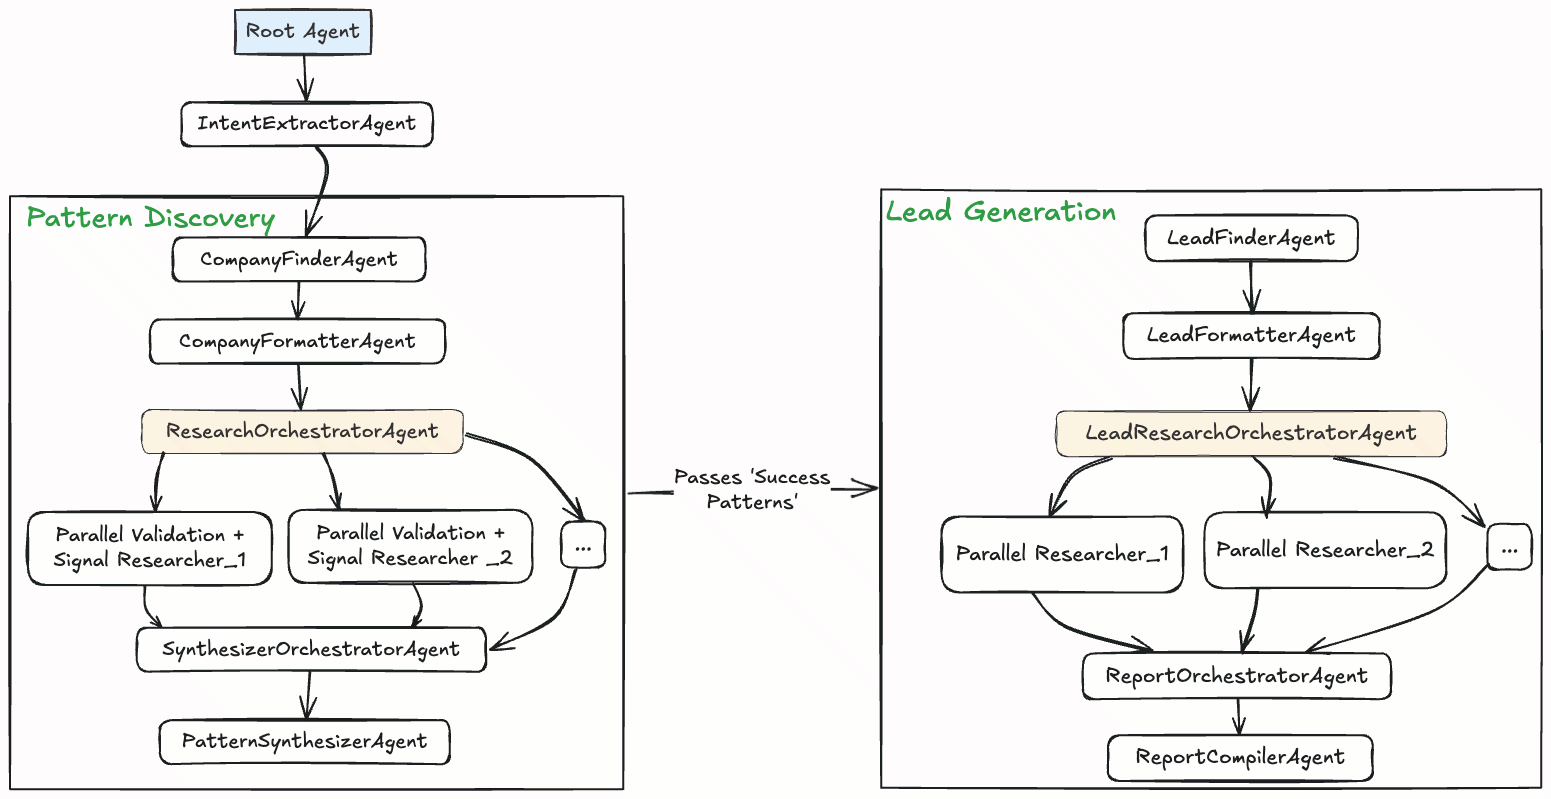 Root Agent
IntentExtractorAgent
Pattern Discovery
CompanyFinderAgent
CompanyFormatterAgent
ResearchOrchestratorAgent
Parallel Validation +
Signal Researcher_1
Parallel Validation +
Signal Researcher _2
...
SynthesizerOrchestratorAgent
PatternSynthesizerAgent
Passes 'Success
Patterns'
Lead Generation
LeadFinderAgent
LeadFormatterAgent
LeadResearchOrchestratorAgent
Parallel Researcher_1
Parallel Researcher_2
...
ReportOrchestratorAgent
ReportCompilerAgent